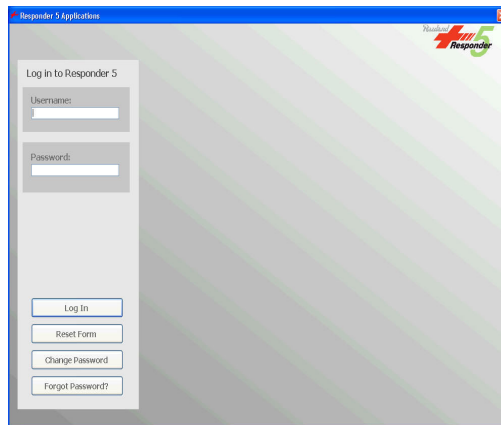 Responder 5 Applications
Rauland
Responder 5
Log in to Responder 5
Username:
Password:
Log In
Reset Form
Change Password
Forgot Password?